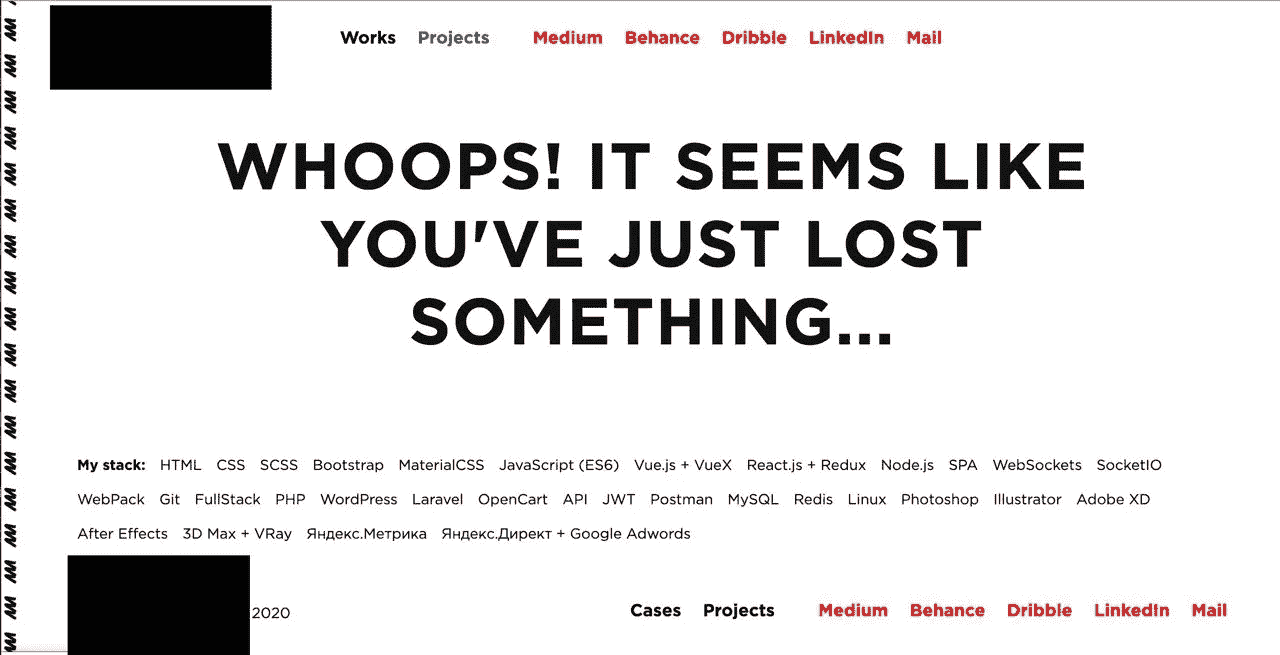 Works Projects Medium Behance Dribble LinkedIn Mail
WHOOPS! IT SEEMS LIKE
YOU'VE JUST LOST
SOMETHING...
My stack: HTML CSS SCSS Bootstrap MaterialCSS JavaScript (ES6) Vue.js + VueX React.js + Redux Node.js SPA WebSockets SocketIO
WebPack Git FullStack PHP WordPress Laravel OpenCart API JWT Postman MySQL Redis Linux Photoshop Illustrator Adobe XD
After Effects 3D Max + VRay Яндекс.Метрика Яндекс.Директ + Google Adwords
2020 Cases Projects Medium Behance Dribble LinkedIn Mail